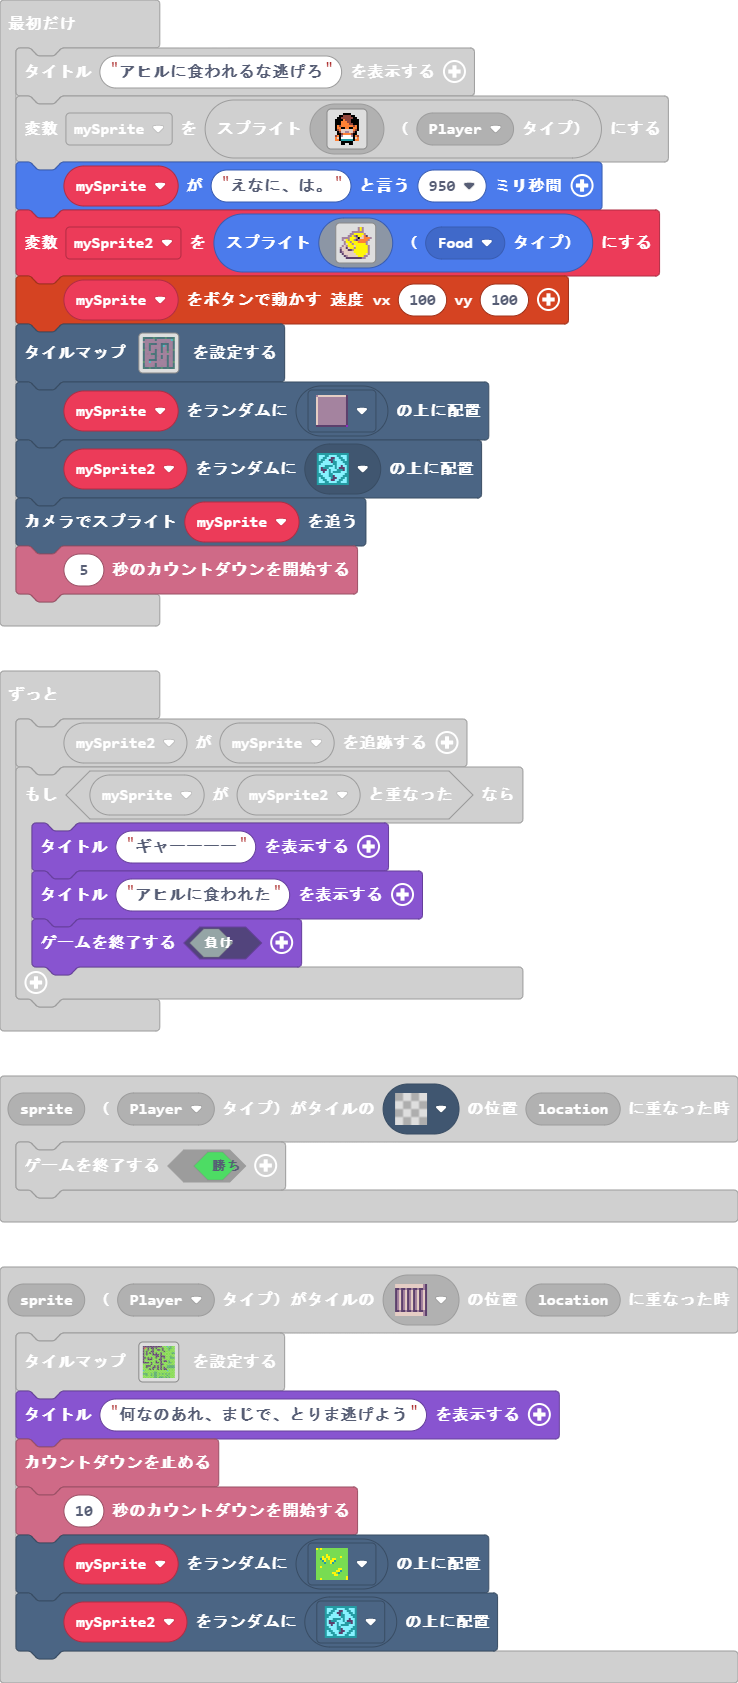 最初だけ
タイトル "アヒルに食われるな逃げろ" を表示する
変数 mySprite を スプライト ( Player タイプ) にする
mySprite が "えなに、は。" と言う 950 ミリ秒間
変数 mySprite2 を スプライト ( Food タイプ) にする
mySprite をボタンで動かす 速度 vx 100 vy 100
タイルマップ を設定する
mySprite をランダムに の上に配置
mySprite2 をランダムに の上に配置
カメラでスプライト mySprite を追う
5 秒のカウントダウンを開始する
ずっと
mySprite2 が mySprite を追跡する
もし mySprite が mySprite2 と重なった なら
タイトル "ギャーーーー" を表示する
タイトル "アヒルに食われた" を表示する
ゲームを終了する 負け
sprite ( Player タイプ) がタイルの の位置 location に重なった時
ゲームを終了する 勝ち
sprite ( Player タイプ) がタイルの の位置 location に重なった時
タイルマップ を設定する
タイトル "何なのあれ、まじで、とりま逃げよう" を表示する
カウントダウンを止める
10 秒のカウントダウンを開始する
mySprite をランダムに の上に配置
mySprite2 をランダムに の上に配置